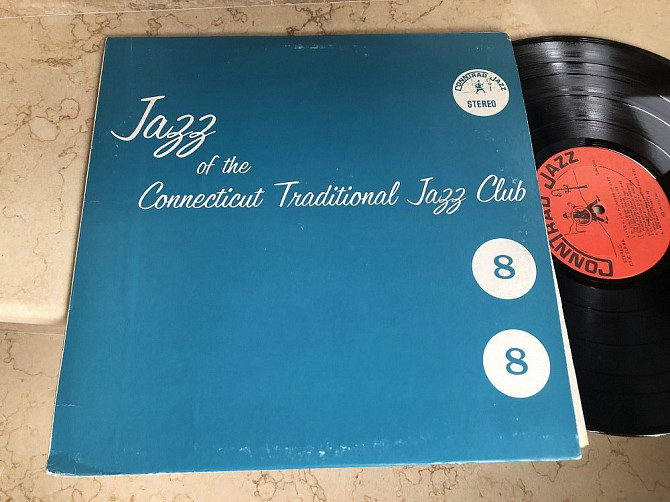 CONNTRAD JAZZ
STEREO
Jazz
of the
Connecticut Traditional Jazz Club
8
8
CONNTRAD JAZZ